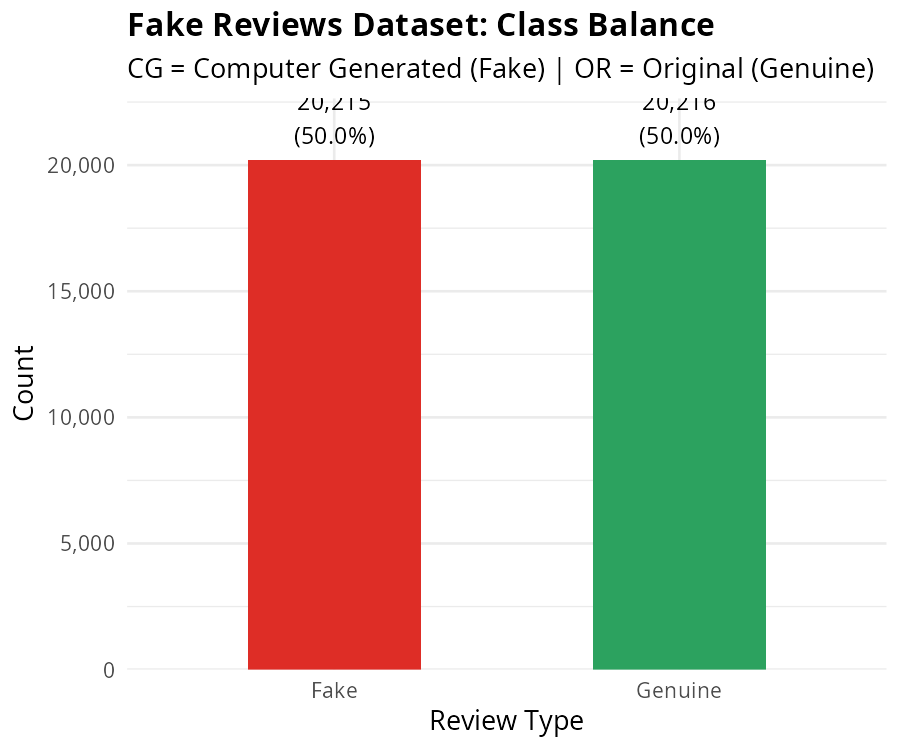 Fake Reviews Dataset: Class Balance
CG = Computer Generated (Fake) | OR = Original (Genuine)
20,215
(50.0%)
20,216
(50.0%)
20,000
15,000
10,000
5,000
0
Count
Fake
Genuine
Review Type